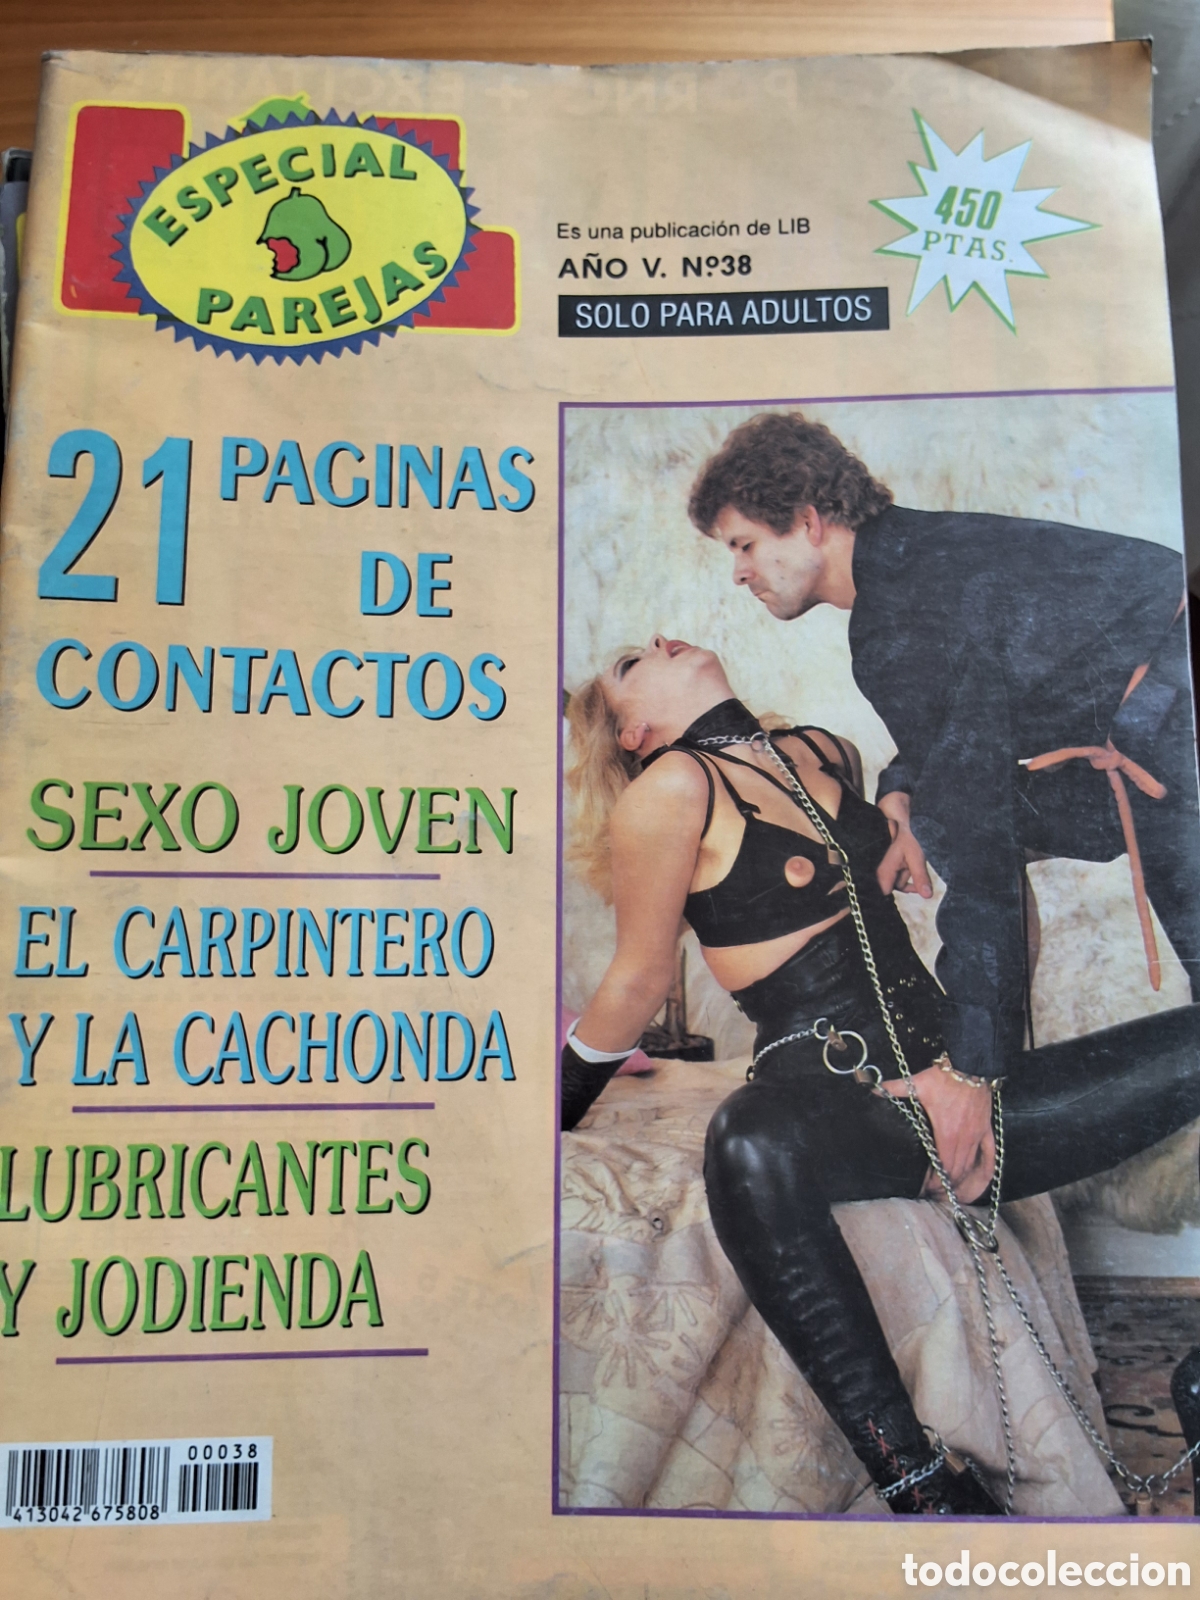 ESPECIAL
PAREJAS
Es una publicación de LIB
AÑO V. Nº38
SOLO PARA ADULTOS
450
PTAS.
21 PAGINAS
DE
CONTACTOS
SEXO JOVEN
EL CARPINTERO
Y LA CACHONDA
LUBRICANTES
Y JODIENDA
00038
413042 675808
todocoleccion